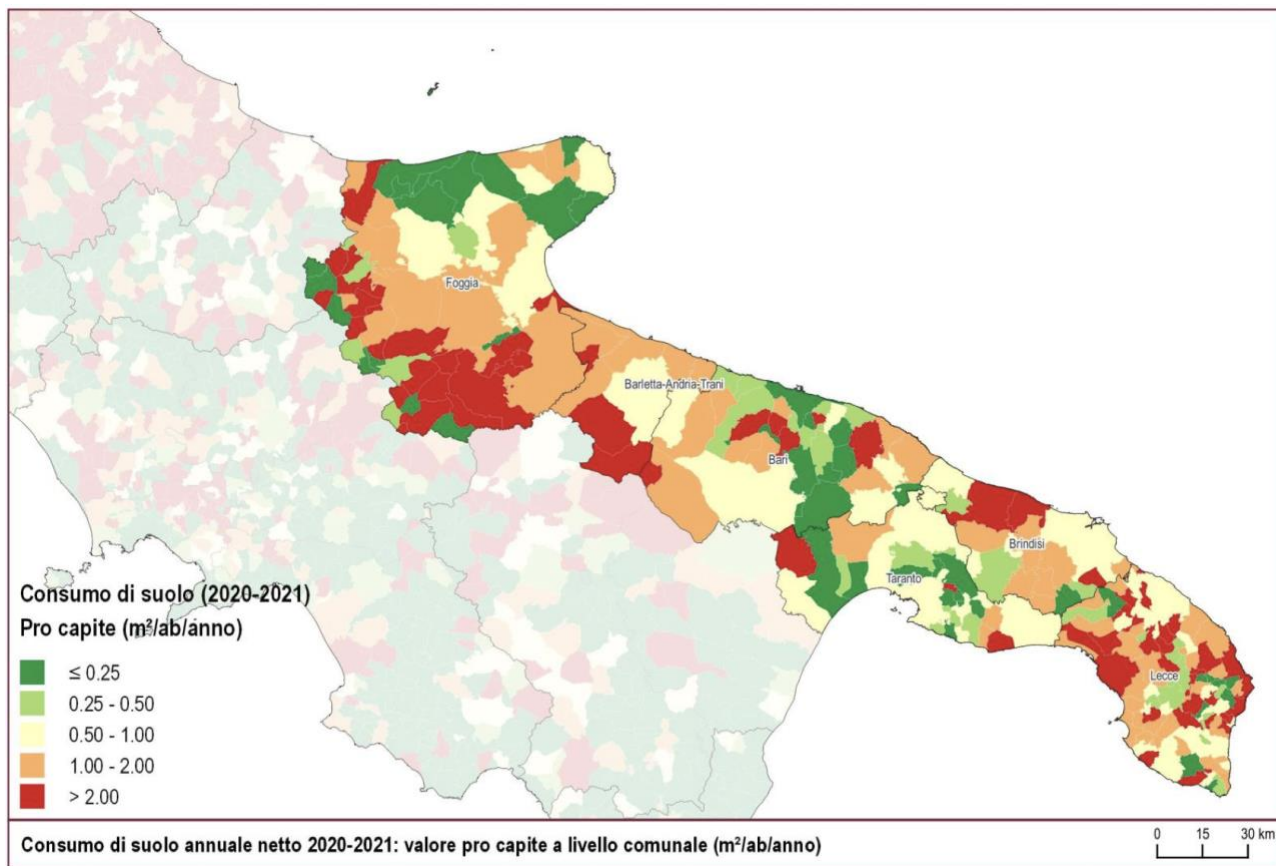 Foggia
Barletta-Andria-Trani
Bari
Brindisi
Taranto
Lecce
Consumo di suolo (2020-2021)
Pro capite (m²/ab/anno)
≤ 0.25
0.25 - 0.50
0.50 - 1.00
1.00 - 2.00
> 2.00
Consumo di suolo annuale netto 2020-2021: valore pro capite a livello comunale (m²/ab/anno)
0 15 30 km